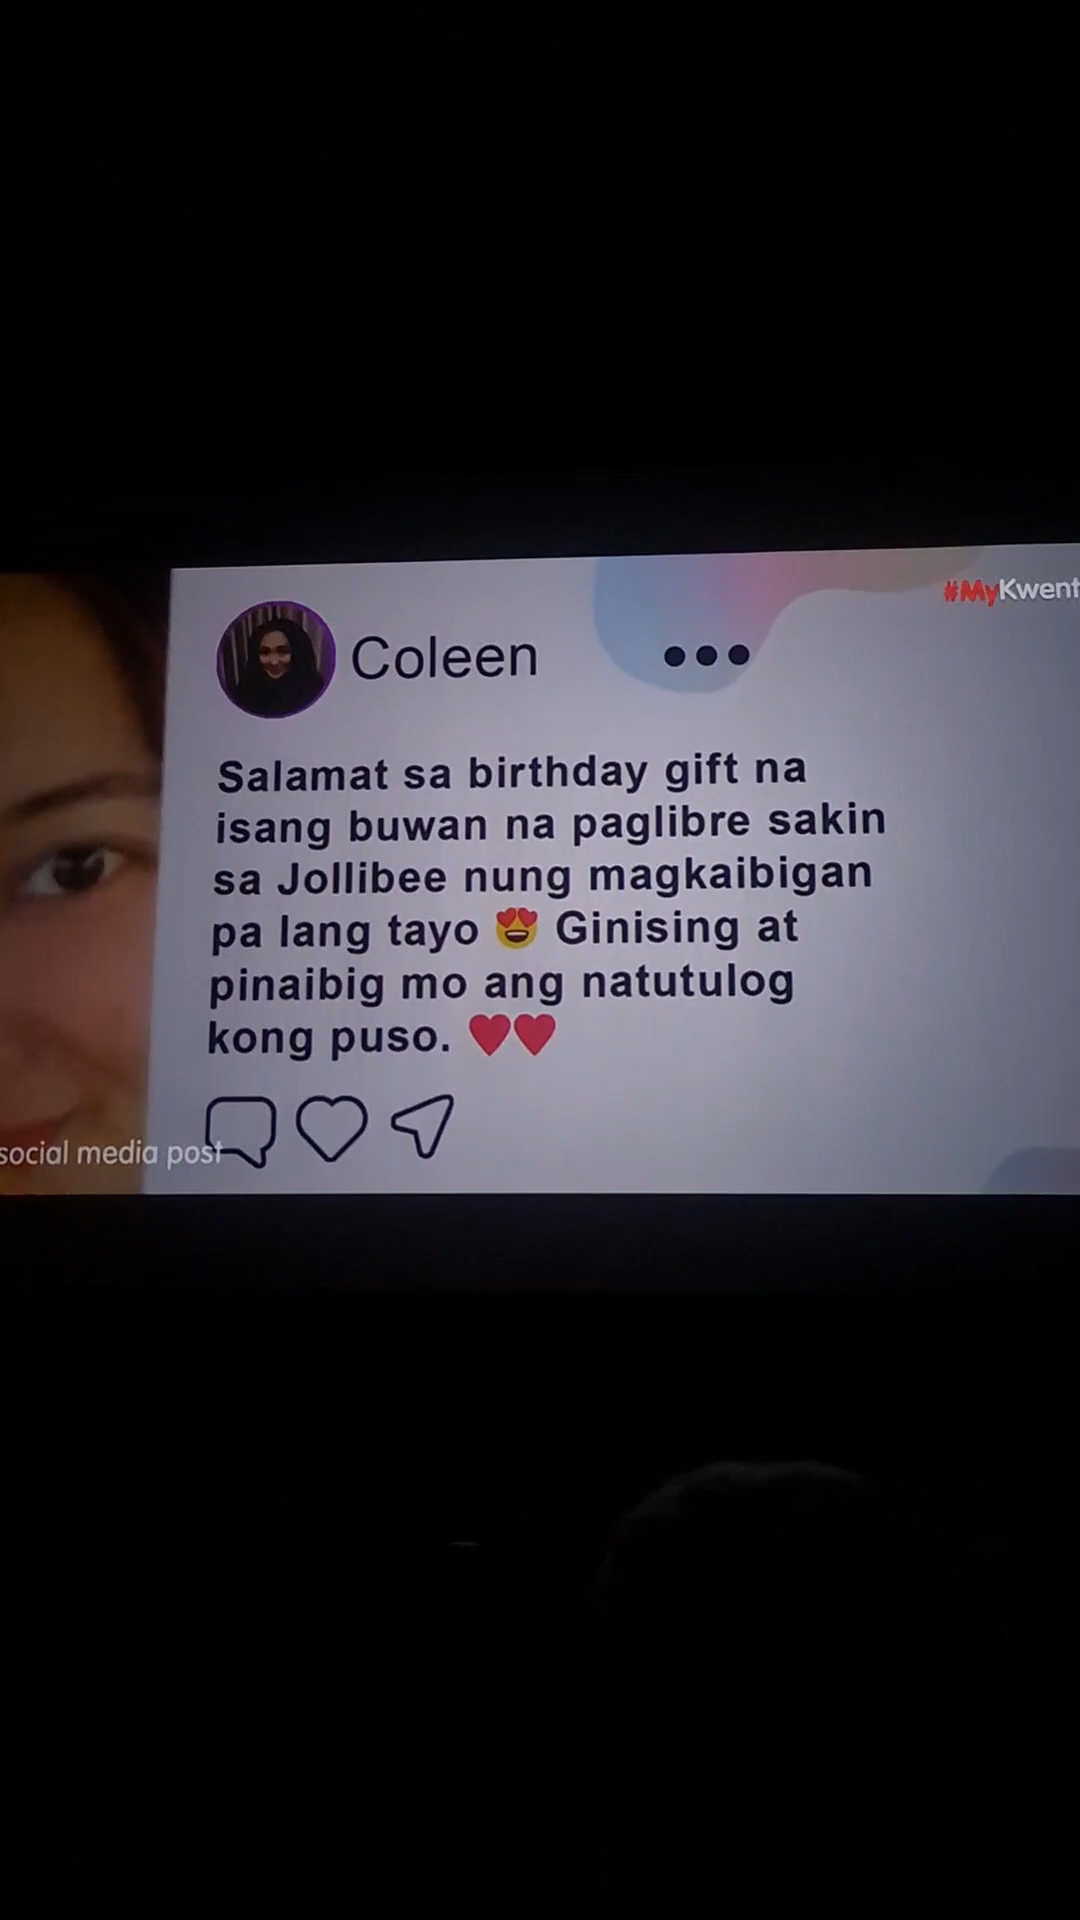 #MyKwent
Coleen
Salamat sa birthday gift na
isang buwan na paglibre sakin
sa Jollibee nung magkaibigan
pa lang tayo 😍 Ginising at
pinaibig mo ang natutulog
kong puso. ♥♥
social media post